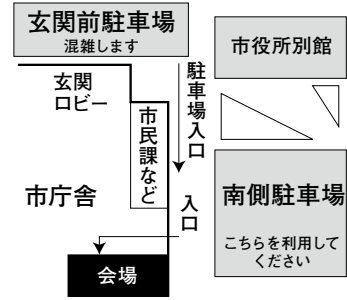 玄関前駐車場
混雑します
市役所別館
玄関
ロビー
駐車場入口
市民課など
市庁舎
入口
南側駐車場
こちらを利用して
ください
会場